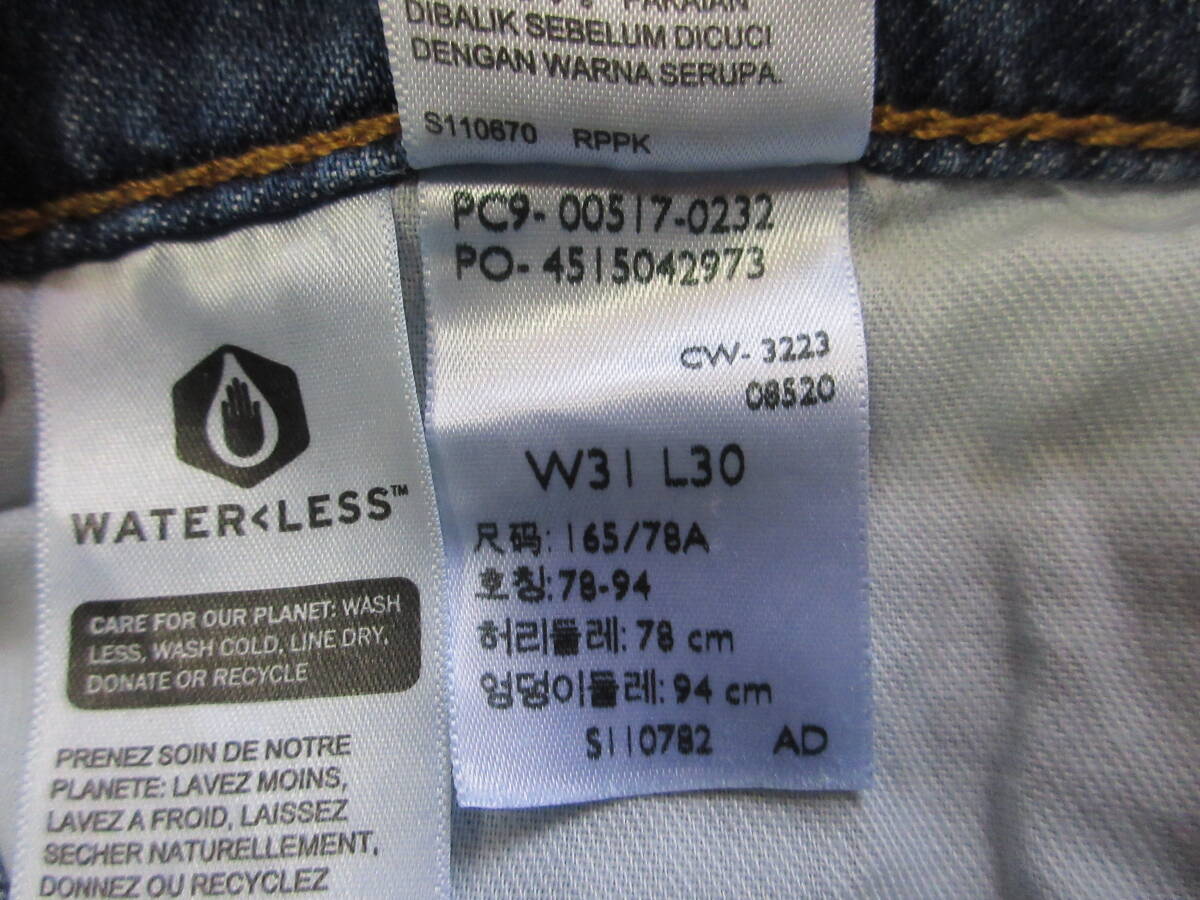 PAKAIAN
DIBALIK SEBELUM DICUCI
DENGAN WARNA SERUPA.
S110670 RPPK
PC9-00517-0232
PO-4515042973
CW-3223
08520
W31 L30
尺码: 165/78A
호칭: 78-94
허리둘레: 78 cm
엉덩이둘레: 94 cm
S110782 AD
WATER<LESS™
CARE FOR OUR PLANET: WASH
LESS, WASH COLD, LINE DRY,
DONATE OR RECYCLE
PRENEZ SOIN DE NOTRE
PLANETE: LAVEZ MOINS,
LAVEZ A FROID, LAISSEZ
SECHER NATURELLEMENT,
DONNEZ OU RECYCLEZ